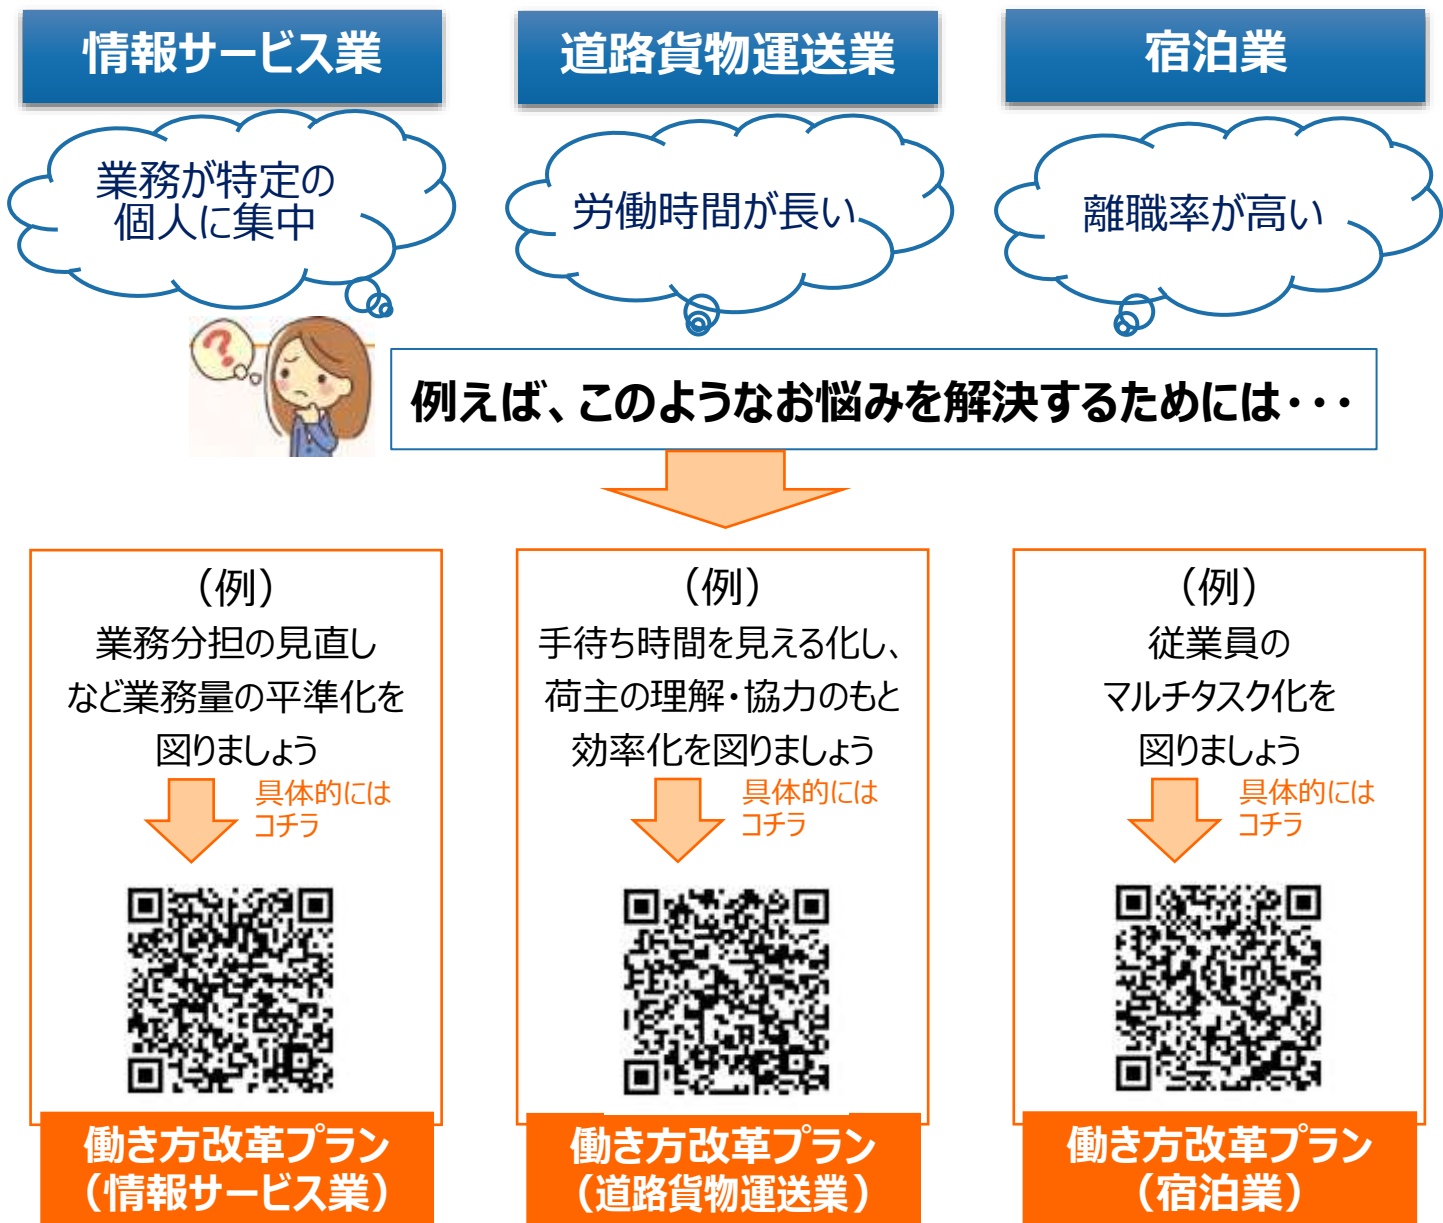 情報サービス業
道路貨物運送業
宿泊業
業務が特定の
個人に集中
労働時間が長い
離職率が高い
?
例えば、このようなお悩みを解決するためには・・・
（例）
業務分担の見直し
など業務量の平準化を
図りましょう
具体的には
コチラ
働き方改革プラン
（情報サービス業）
（例）
手待ち時間を見える化し、
荷主の理解・協力のもと
効率化を図りましょう
具体的には
コチラ
働き方改革プラン
（道路貨物運送業）
（例）
従業員の
マルチタスク化を
図りましょう
具体的には
コチラ
働き方改革プラン
（宿泊業）